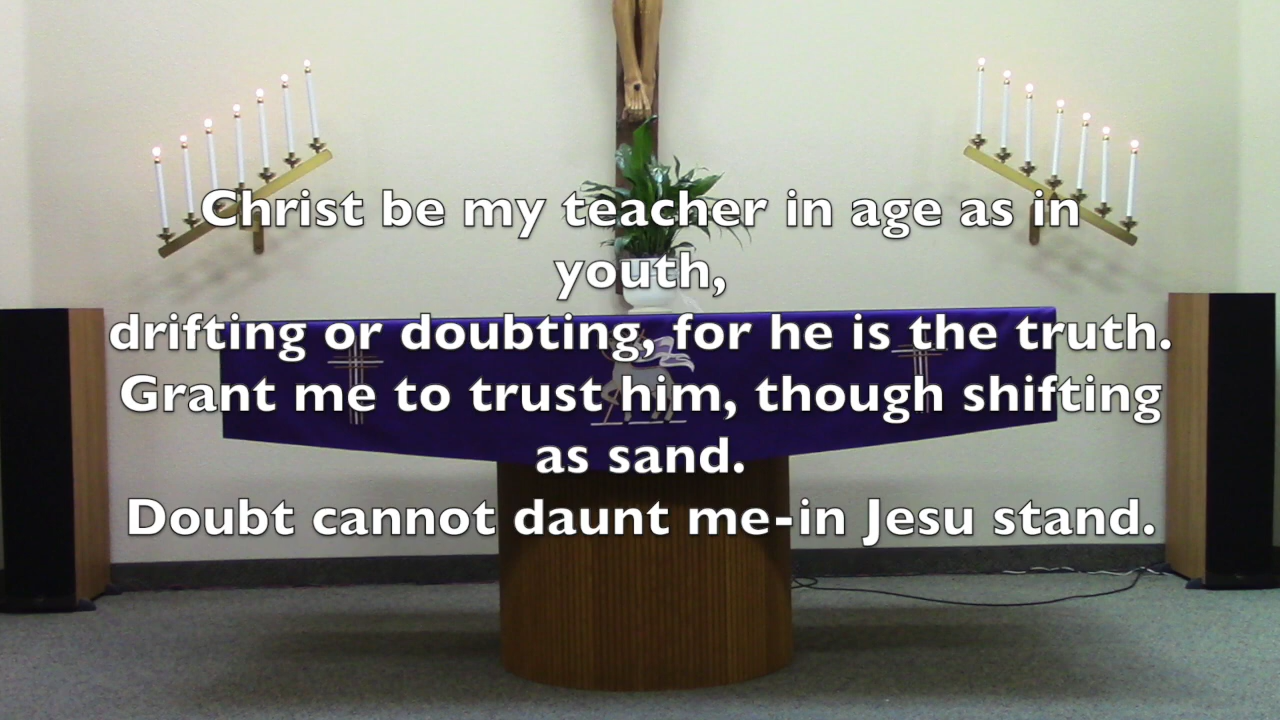 Christ be my teacher in age as in
youth,
drifting or doubting, for he is the truth.
Grant me to trust him, though shifting
as sand.
Doubt cannot daunt me-in Jesu stand.